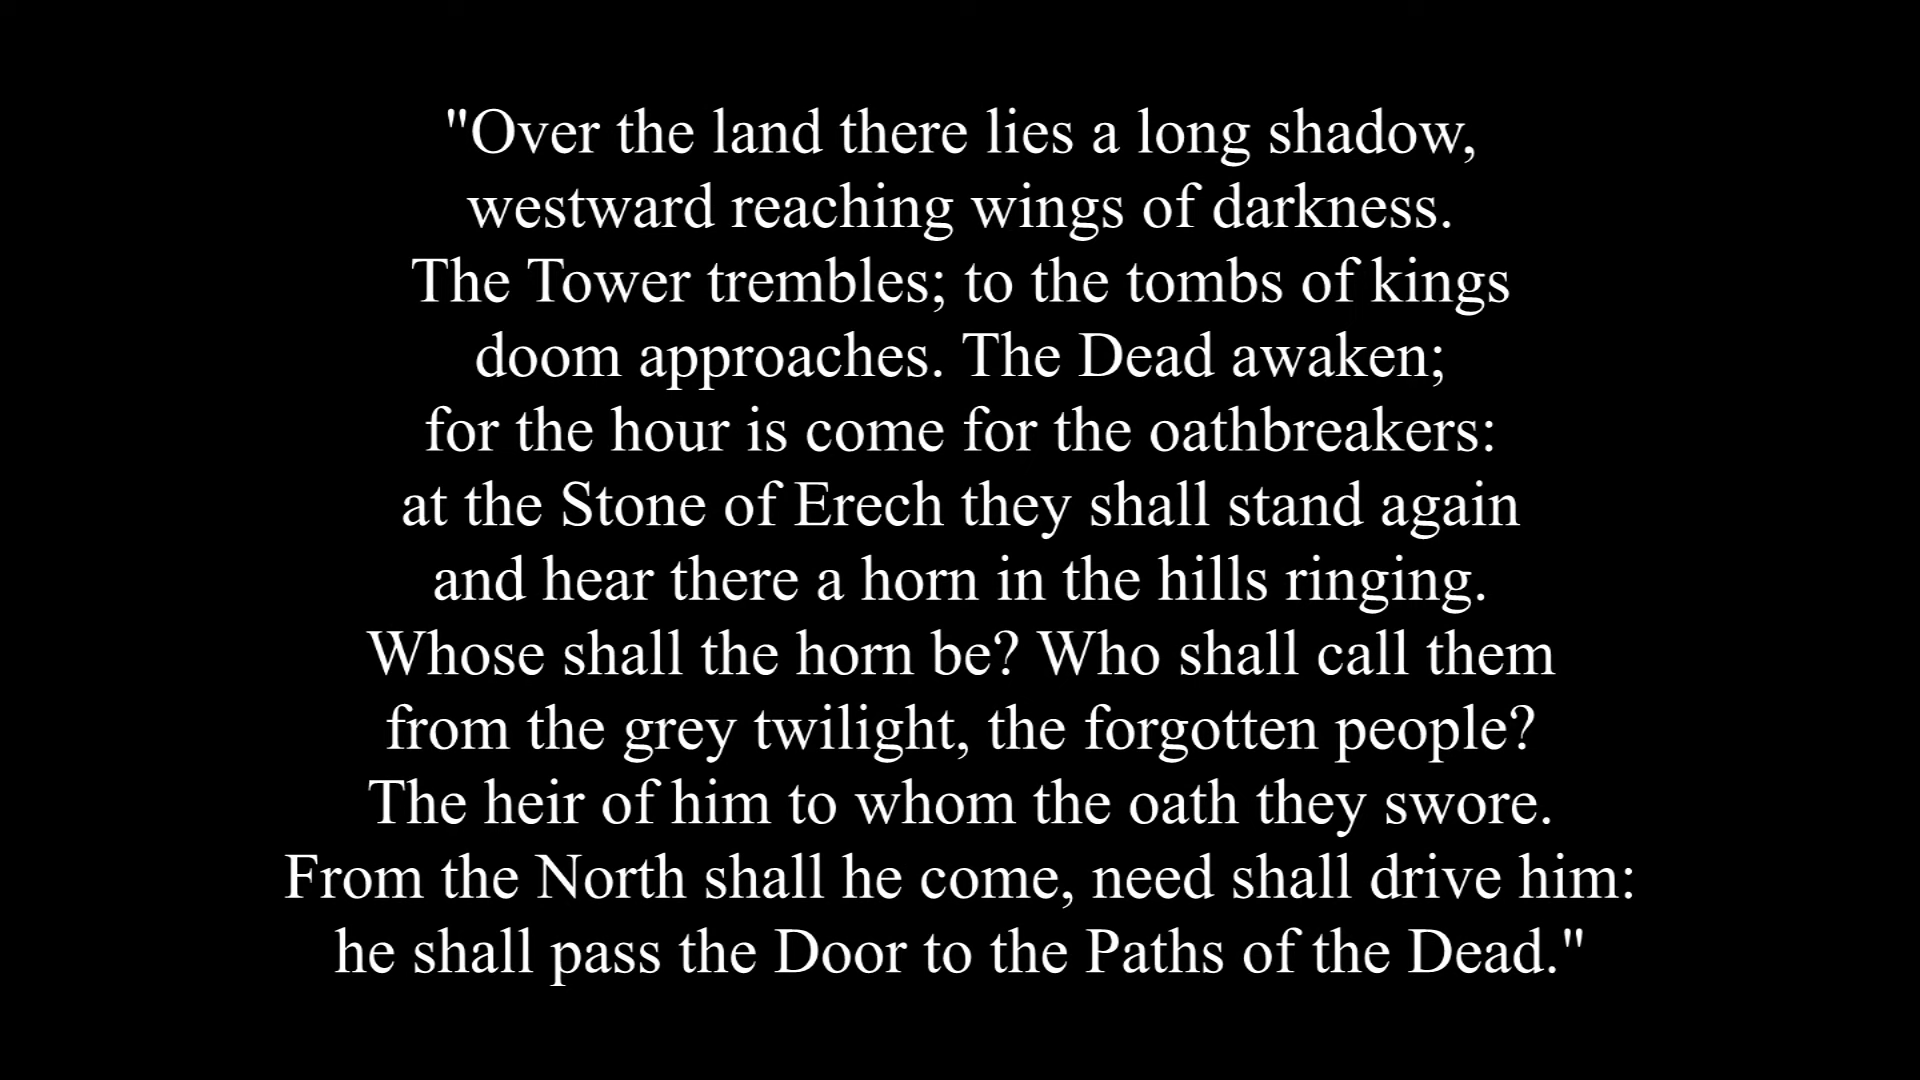 "Over the land there lies a long shadow,
westward reaching wings of darkness.
The Tower trembles; to the tombs of kings
doom approaches. The Dead awaken;
for the hour is come for the oathbreakers:
at the Stone of Erech they shall stand again
and hear there a horn in the hills ringing.
Whose shall the horn be? Who shall call them
from the grey twilight, the forgotten people?
The heir of him to whom the oath they swore.
From the North shall he come, need shall drive him:
he shall pass the Door to the Paths of the Dead."